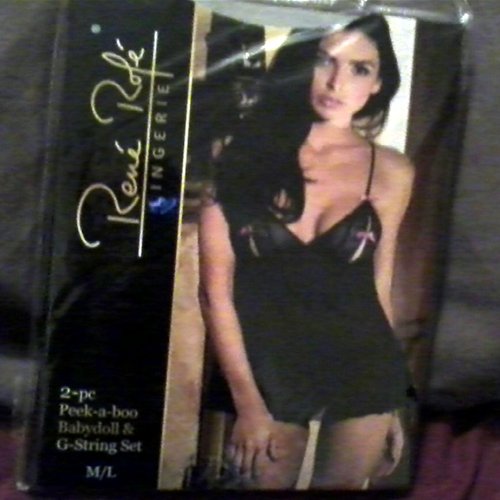 René Rofé
LINGERIE
2-pc
Peek-a-boo
Babydoll &
G-String Set
M/L